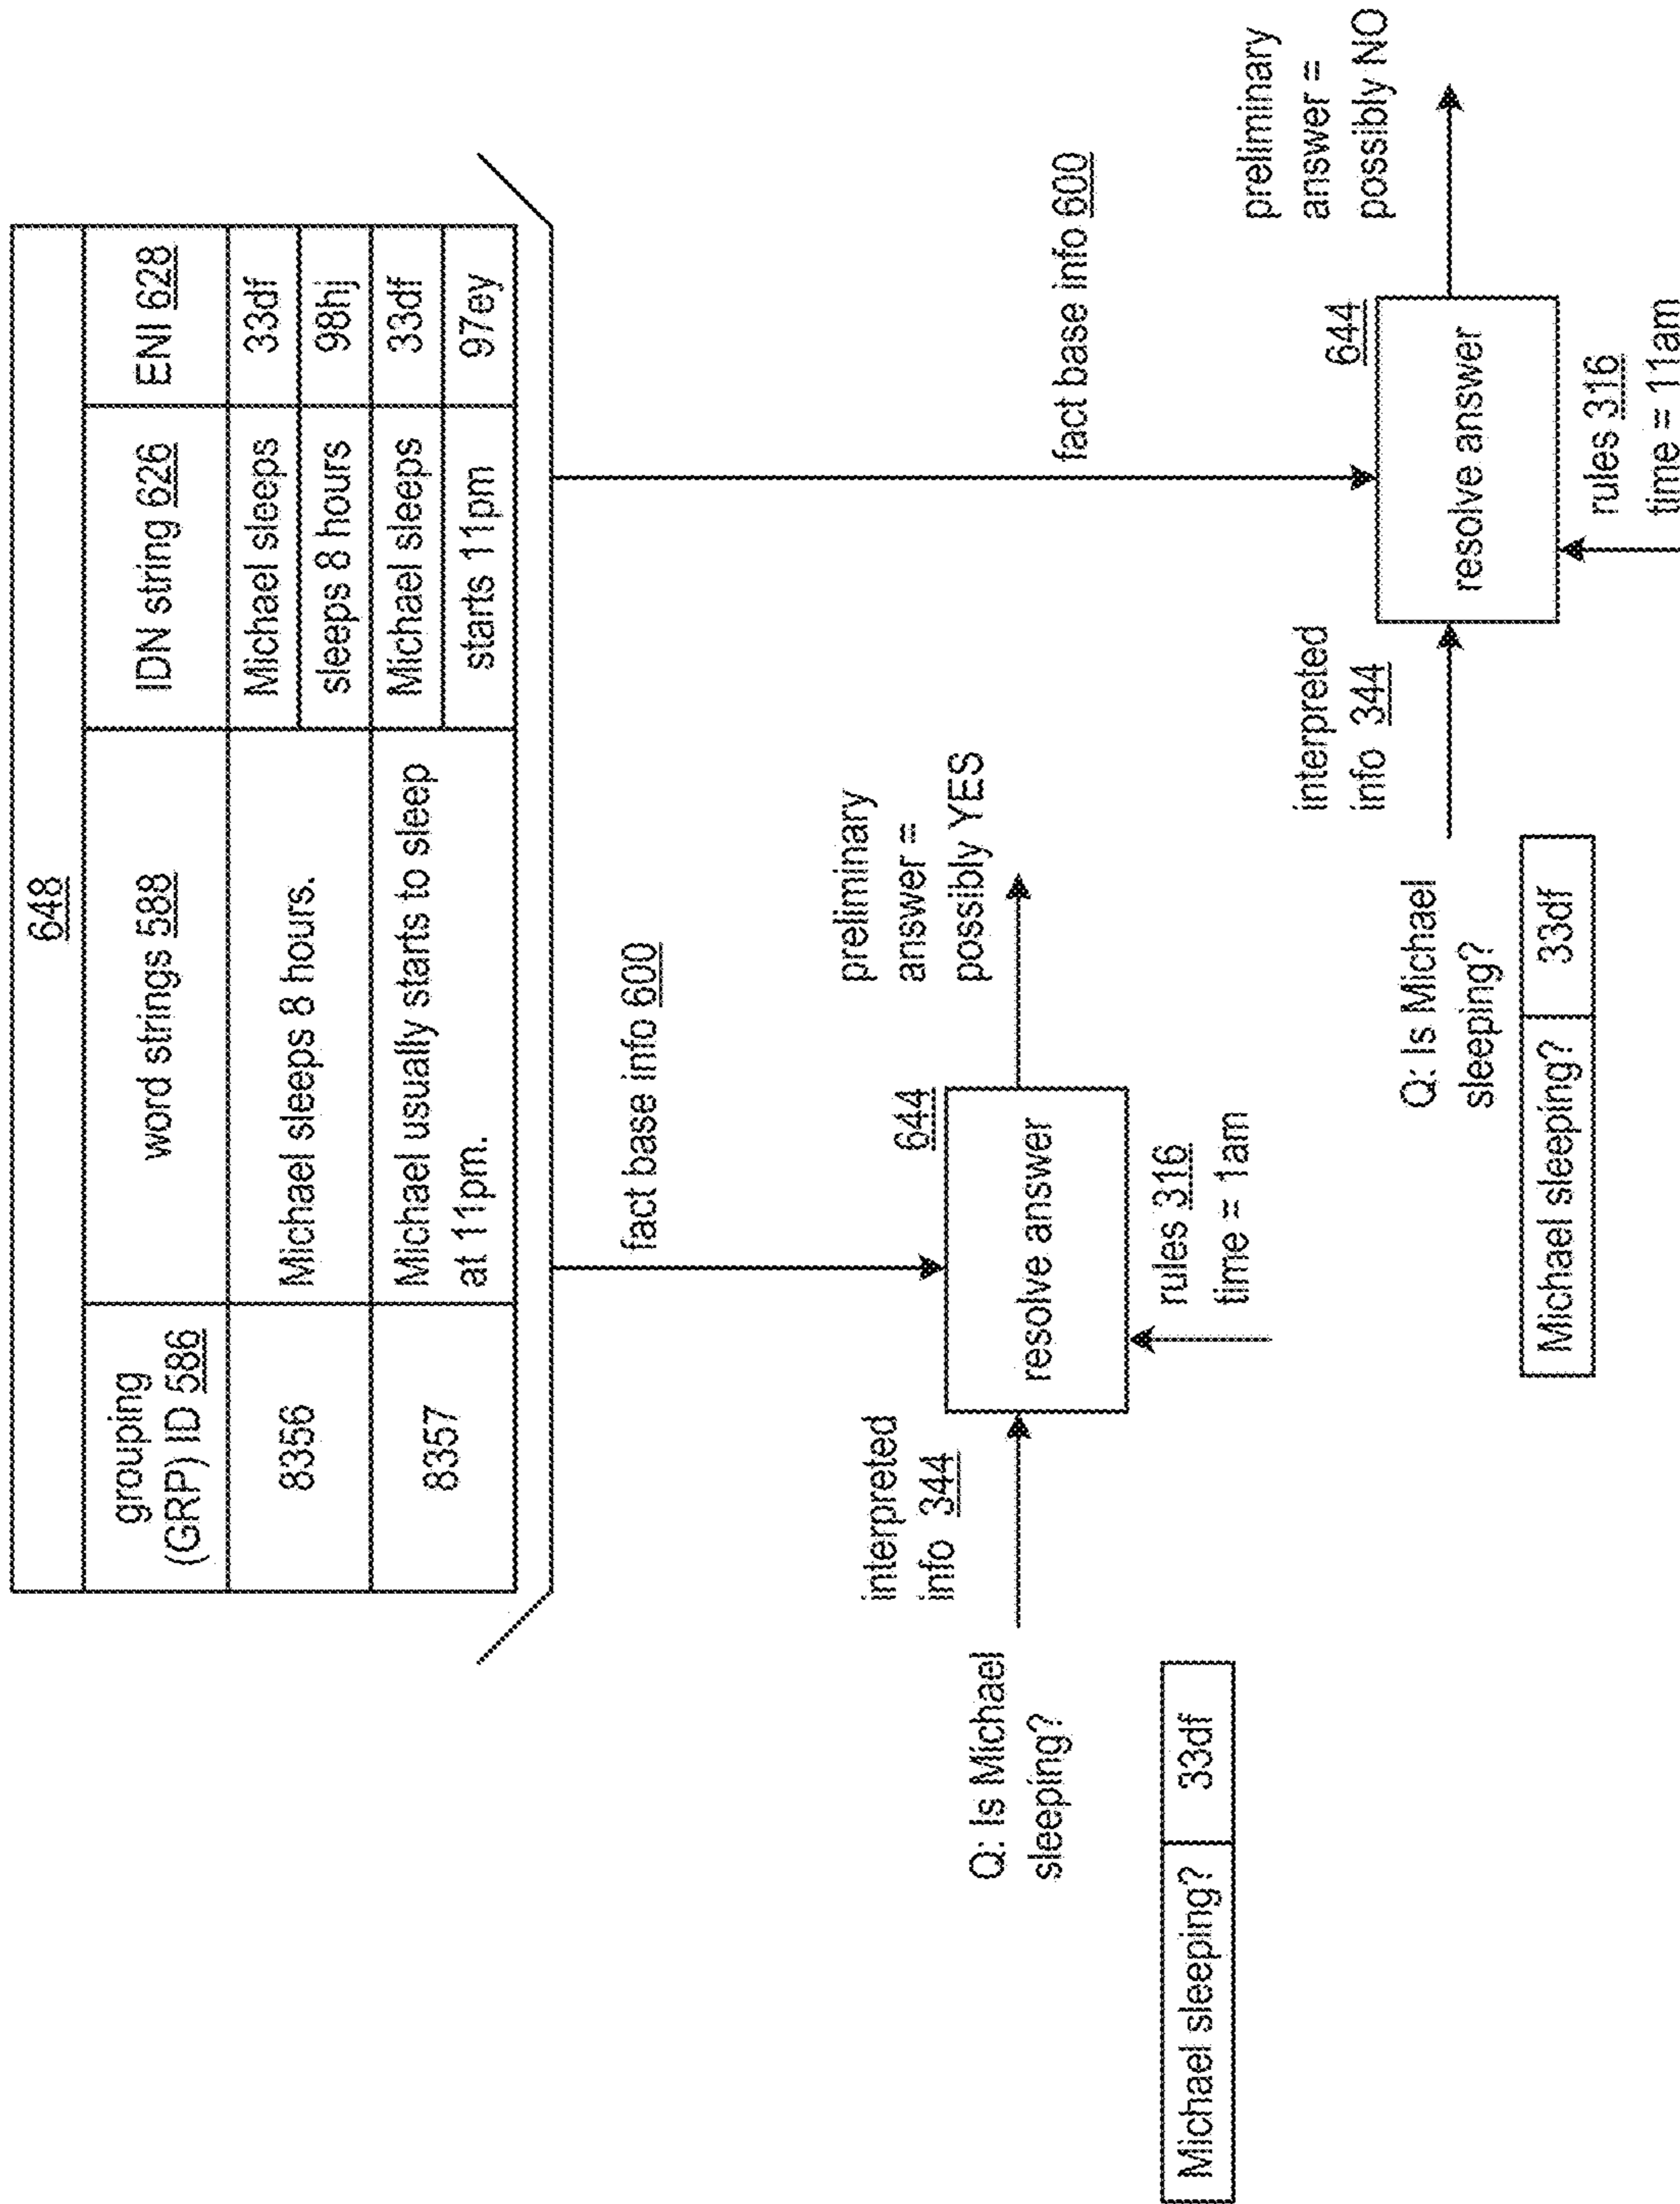 648
grouping
(GRP) ID 586
word strings 588
IDN string 626
ENI 628
8356
Michael sleeps 8 hours.
Michael sleeps
33df
sleeps 8 hours
98hj
8357
Michael usually starts to sleep
at 11pm.
Michael sleeps
33df
starts 11pm
97ey
fact base info 600
interpreted
info 344
Q: Is Michael
sleeping?
Michael sleeping?
33df
644
resolve answer
rules 316
time = 1am
preliminary
answer =
possibly YES
fact base info 600
interpreted
info 344
Q: Is Michael
sleeping?
Michael sleeping?
33df
644
resolve answer
rules 316
time = 11am
preliminary
answer =
possibly NO